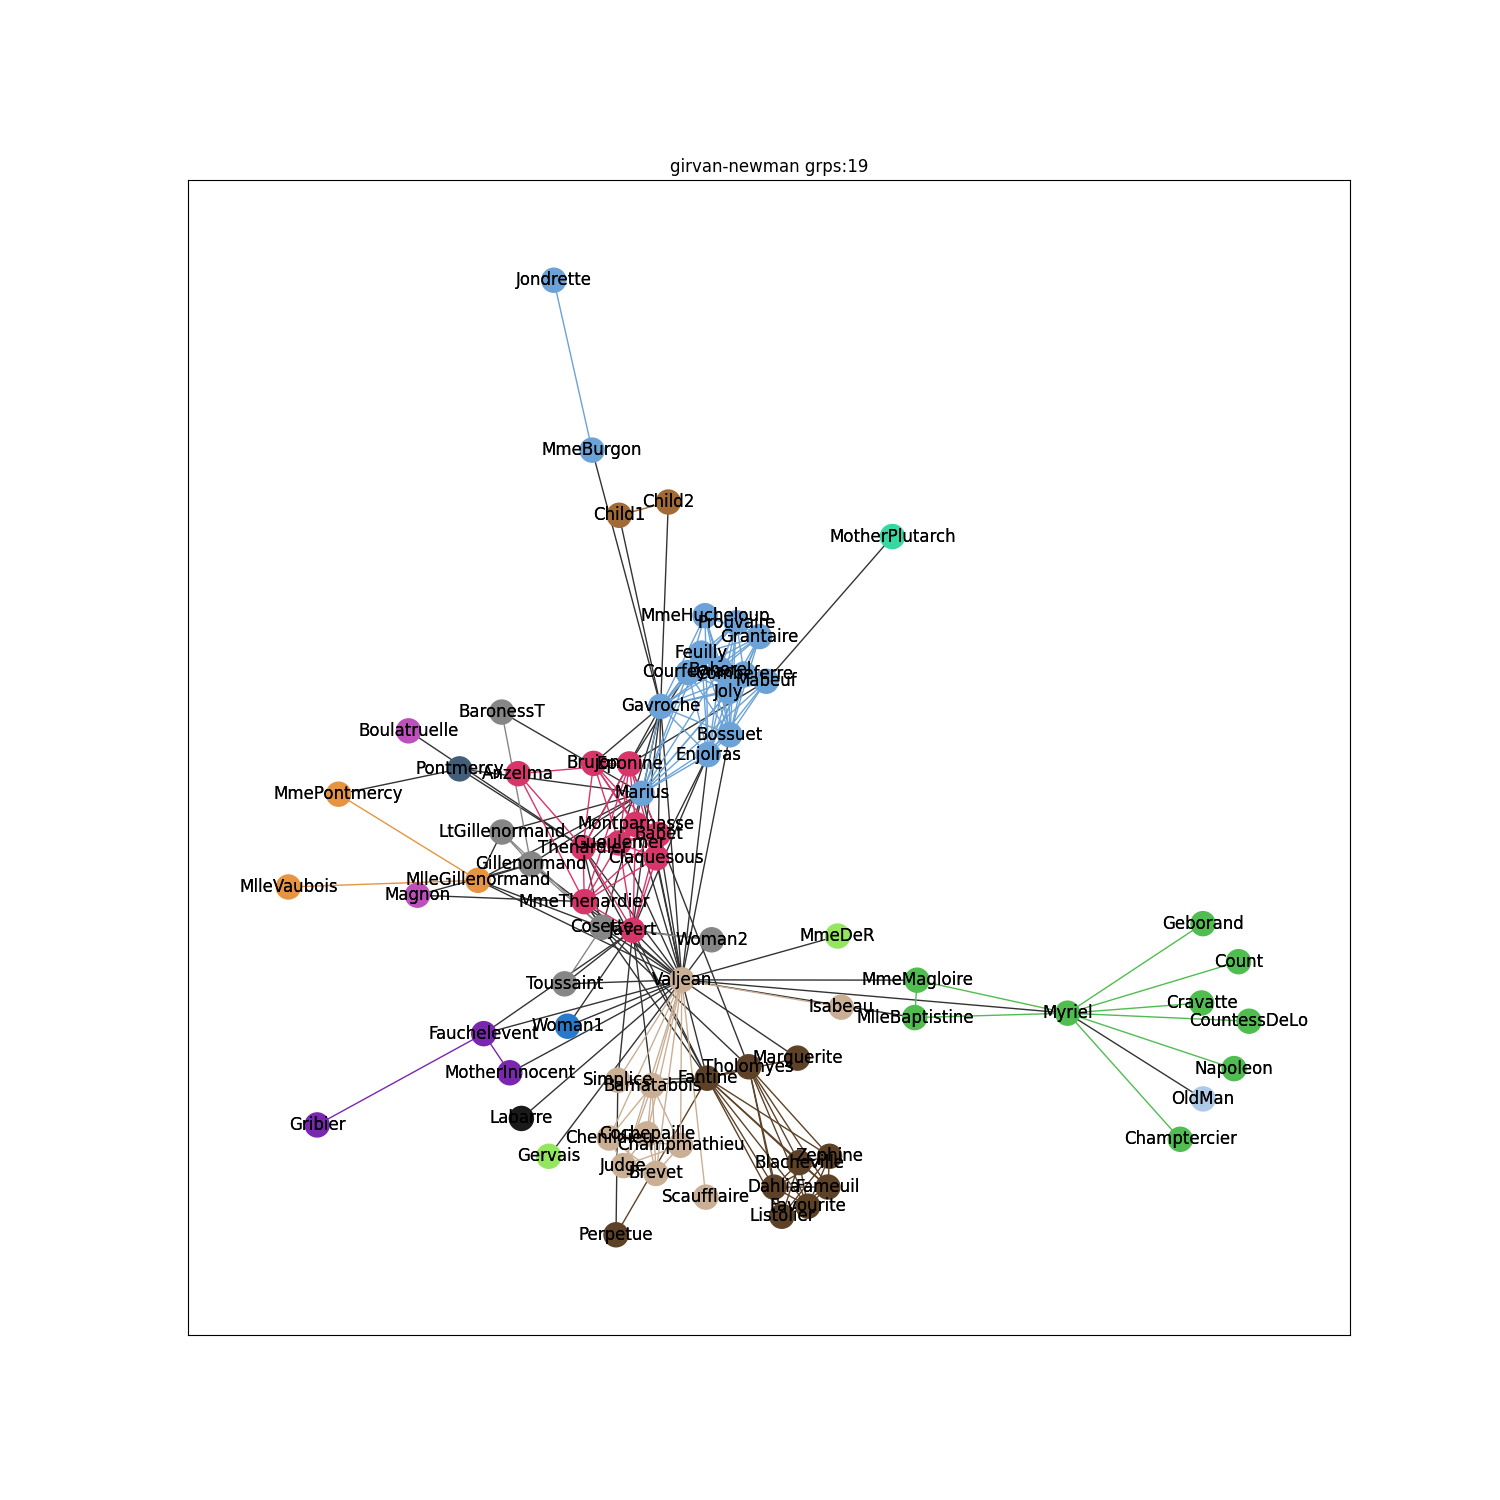 girvan-newman grps:19
Jondrette
MmeBurgon
Child2
Child1
MotherPlutarch
MmeHucheloup
Prouvaire
Grantaire
Feuilly
Courfeyrac
Bahorel
Combeferre
Mabeuf
Joly
Gavroche
BaronessT
Boulatruelle
Bossuet
Enjolras
Brujon
Eponine
Pontmercy
Anzelma
MmePontmercy
Marius
Montparnasse
LtGillenormand
Babet
Gueulemer
Thenardier
Claquesous
Gillenormand
MlleGillenormand
MlleVaubois
Magnon
MmeThenardier
Cosette
Javert
Woman2
MmeDeR
Geborand
Count
Valjean
MmeMagloire
Toussaint
Isabeau
Cravatte
MlleBaptistine
Myriel
CountessDeLo
Woman1
Fauchelevent
Marguerite
Tholomyes
Napoleon
MotherInnocent
Simplice
Fantine
Bamatabois
OldMan
Labarre
Gribier
Cochepaille
Chenildieu
Champtercier
Champmathieu
Gervais
Zephine
Blacheville
Judge
Brevet
Dahlia
Fameuil
Scaufflaire
Favourite
Listolier
Perpetue